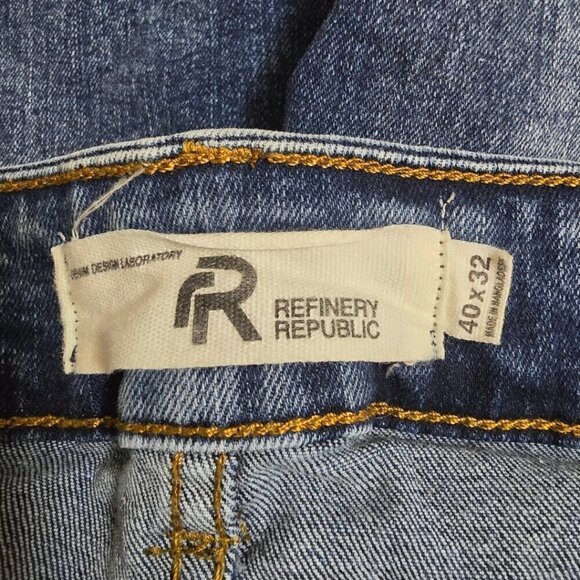 DENIM DESIGN LABORATORY
R
REFINERY
REPUBLIC
40 x 32
MADE IN BANGLADESH